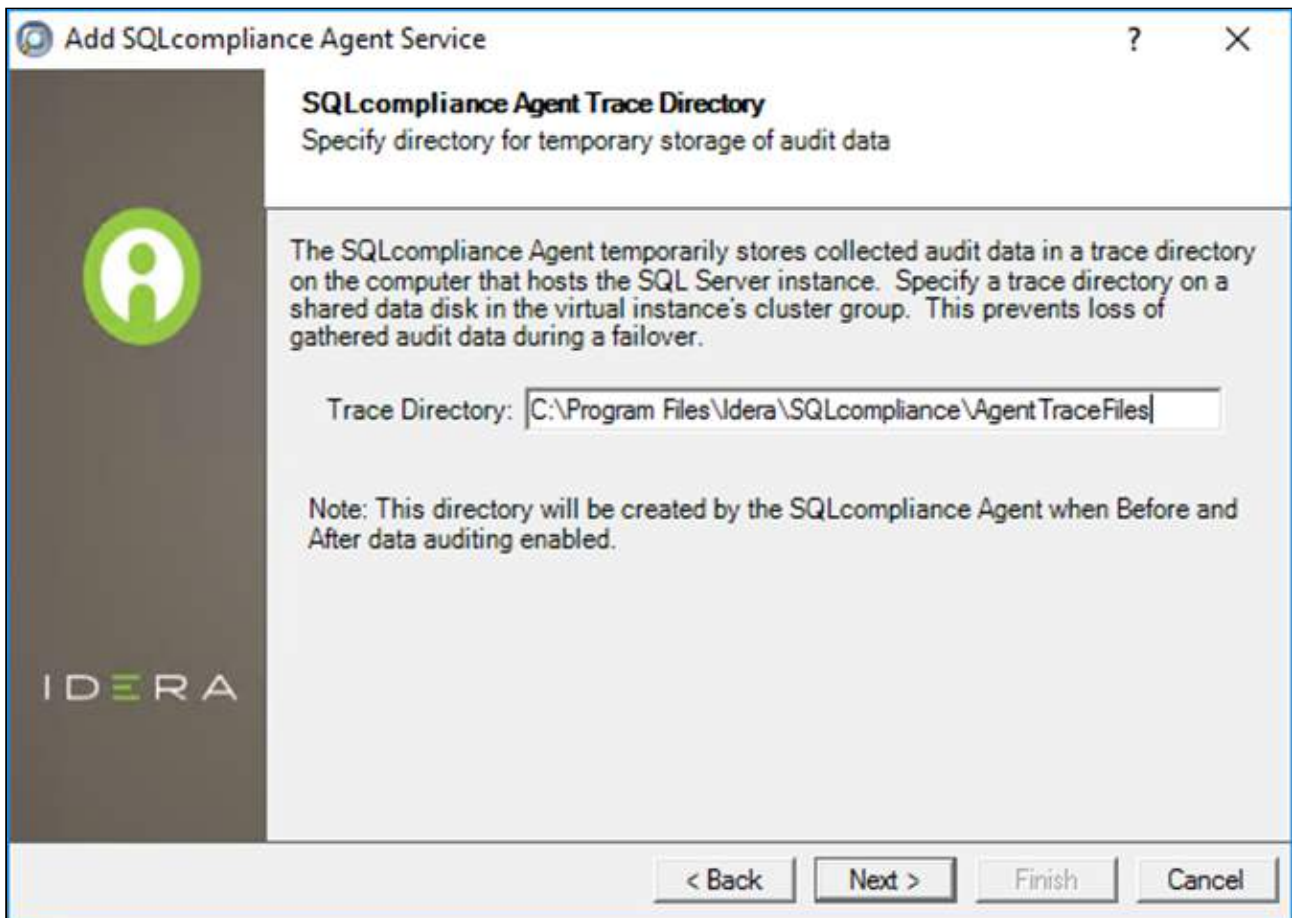 Add SQLcompliance Agent Service
?
SQLcompliance Agent Trace Directory
Specify directory for temporary storage of audit data
The SQLcompliance Agent temporarily stores collected audit data in a trace directory
on the computer that hosts the SQL Server instance.  Specify a trace directory on a
shared data disk in the virtual instance's cluster group.  This prevents loss of
gathered audit data during a failover.
Trace Directory: C:\Program Files\Idera\SQLcompliance\AgentTraceFiles
Note: This directory will be created by the SQLcompliance Agent when Before and
After data auditing enabled.
IDERA
< Back Next > Finish Cancel